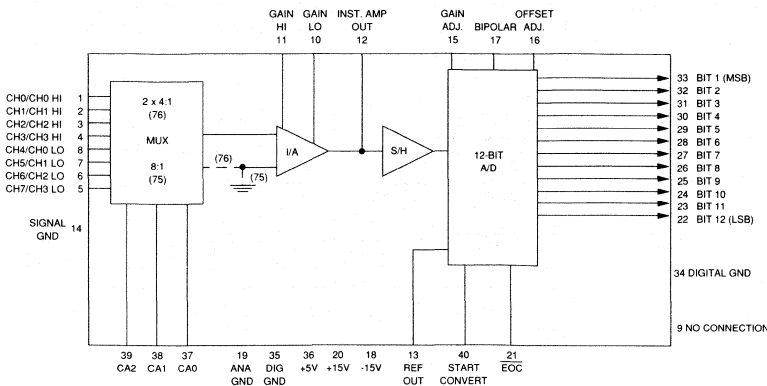 GAIN HI 11
GAIN LO 10
INST. AMP OUT 12
GAIN ADJ. 15
BIPOLAR 17
OFFSET ADJ. 16
CH0/CH0 HI 1
CH1/CH1 HI 2
CH2/CH2 HI 3
CH3/CH3 HI 4
CH4/CH0 LO 8
CH5/CH1 LO 7
CH6/CH2 LO 6
CH7/CH3 LO 5
SIGNAL GND 14
2 x 4:1
(76)
MUX
8:1
(75)
(76)
(75)
I/A
S/H
12-BIT
A/D
33 BIT 1 (MSB)
32 BIT 2
31 BIT 3
30 BIT 4
29 BIT 5
28 BIT 6
27 BIT 7
26 BIT 8
25 BIT 9
24 BIT 10
23 BIT 11
22 BIT 12 (LSB)
34 DIGITAL GND
9 NO CONNECTION
39 CA2
38 CA1
37 CA0
19 ANA GND
35 DIG GND
36 +5V
20 +15V
18 -15V
13 REF OUT
40 START CONVERT
21 EOC